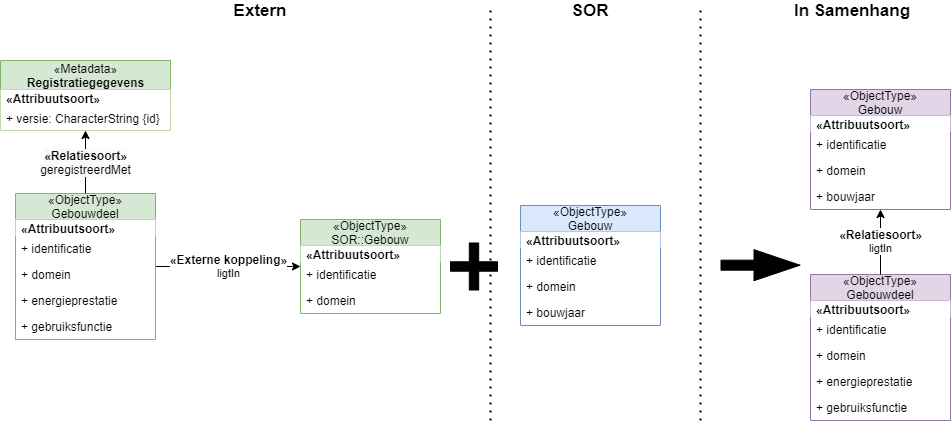 Extern
SOR
In Samenhang
«Metadata»
Registratiegegevens
«Attribuutsoort»
+ versie: CharacterString {id}
«Relatiesoort»
geregistreerdMet
«ObjectType»
Gebouwdeel
«Attribuutsoort»
+ identificatie
+ domein
+ energieprestatie
+ gebruiksfunctie
«Externe koppeling»
ligtIn
«ObjectType»
SOR::Gebouw
«Attribuutsoort»
+ identificatie
+ domein
«ObjectType»
Gebouw
«Attribuutsoort»
+ identificatie
+ domein
+ bouwjaar
«ObjectType»
Gebouw
«Attribuutsoort»
+ identificatie
+ domein
+ bouwjaar
«Relatiesoort»
ligtIn
«ObjectType»
Gebouwdeel
«Attribuutsoort»
+ identificatie
+ domein
+ energieprestatie
+ gebruiksfunctie